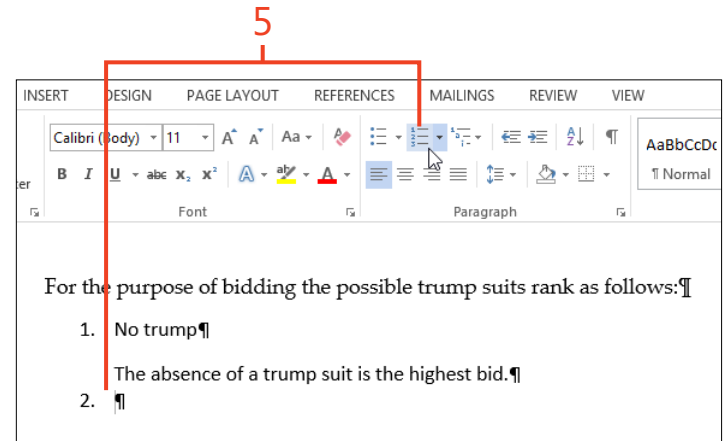 5
INSERT DESIGN PAGE LAYOUT REFERENCES MAILINGS REVIEW VIEW
Calibri (Body) 11 A A Aa A Z AaBbCcDc
ter B I U abc X₂ X² A aby A ¶ Normal
Font Paragraph
For the purpose of bidding the possible trump suits rank as follows:¶
1. No trump¶
The absence of a trump suit is the highest bid.¶
2. ¶